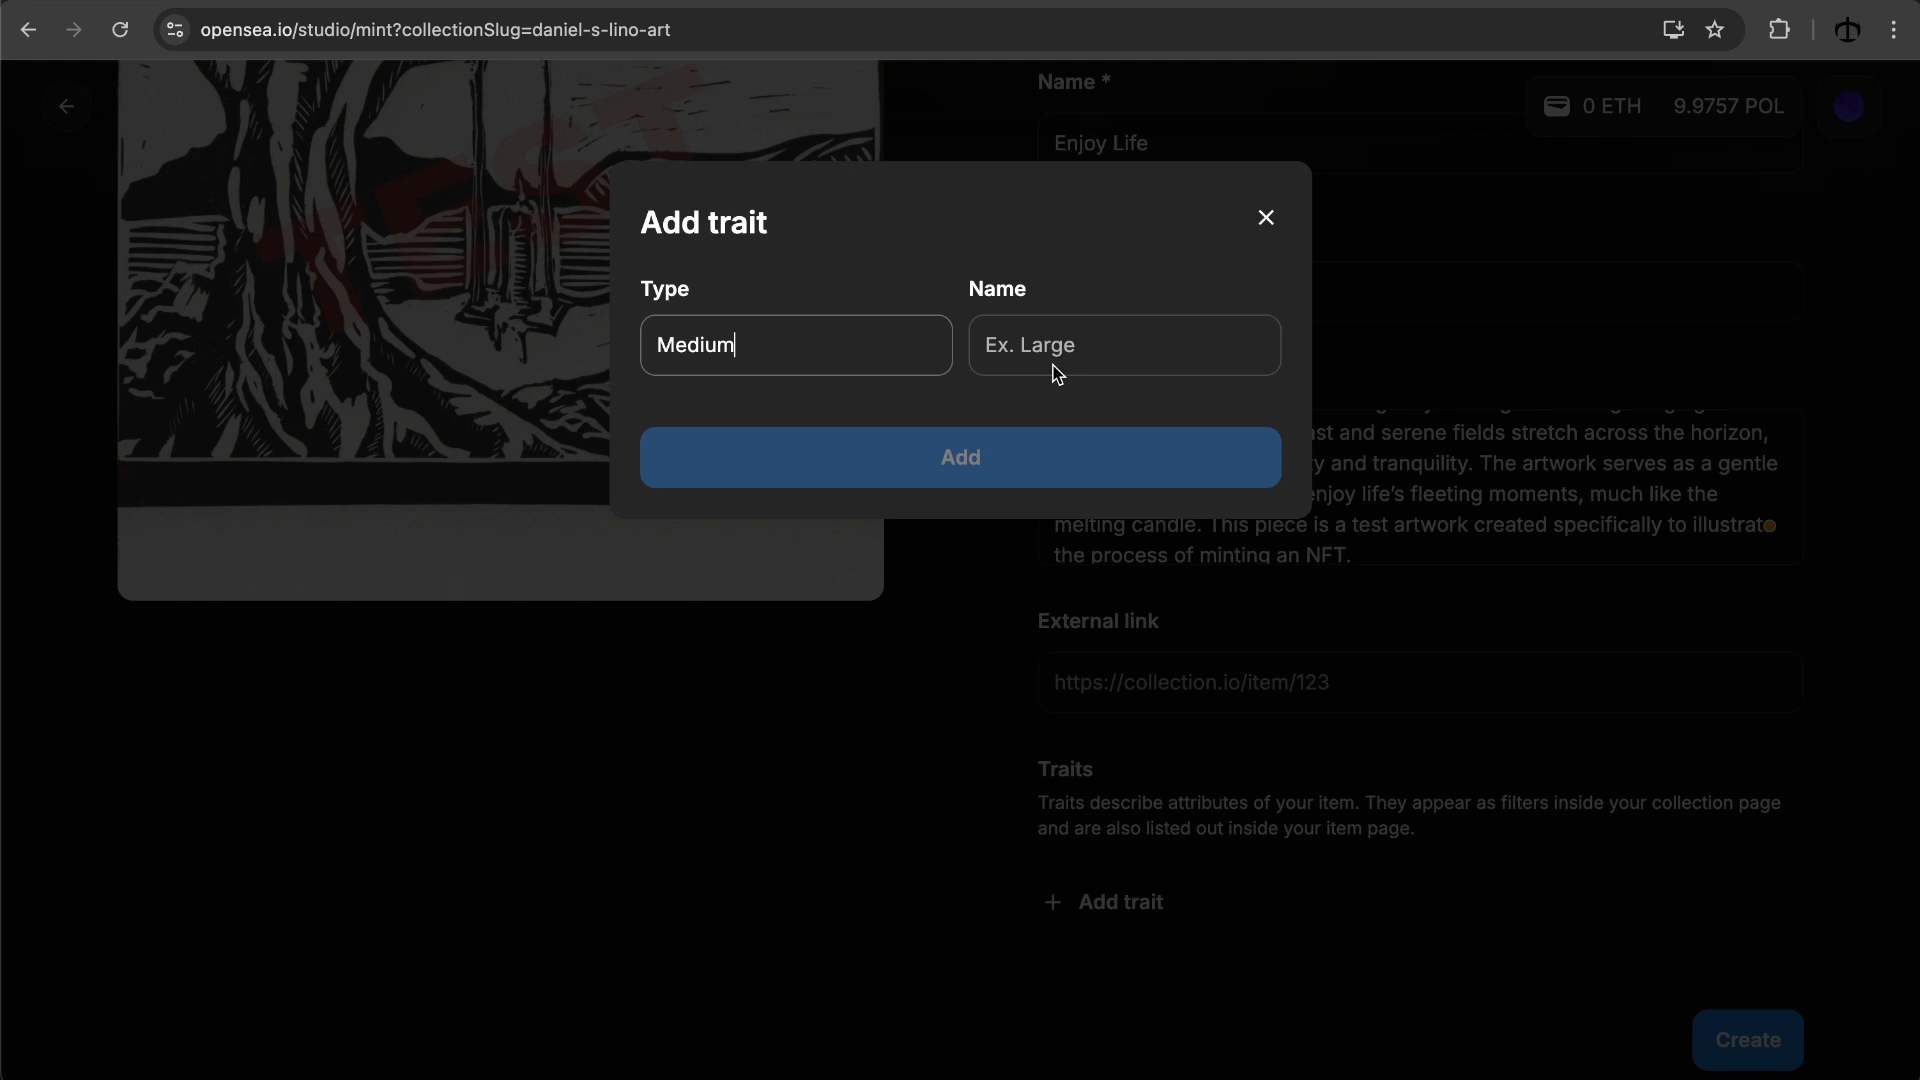 opensea.io/studio/mint?collectionSlug=daniel-s-lino-art
Name *
0 ETH 9.9757 POL
Enjoy Life
Add trait
Type Name
Medium Ex. Large
Add
st and serene fields stretch across the horizon,
y and tranquility. The artwork serves as a gentle
enjoy life's fleeting moments, much like the
melting candle. This piece is a test artwork created specifically to illustrate
the process of minting an NFT.
External link
https://collection.io/item/123
Traits
Traits describe attributes of your item. They appear as filters inside your collection page
and are also listed out inside your item page.
+ Add trait
Create